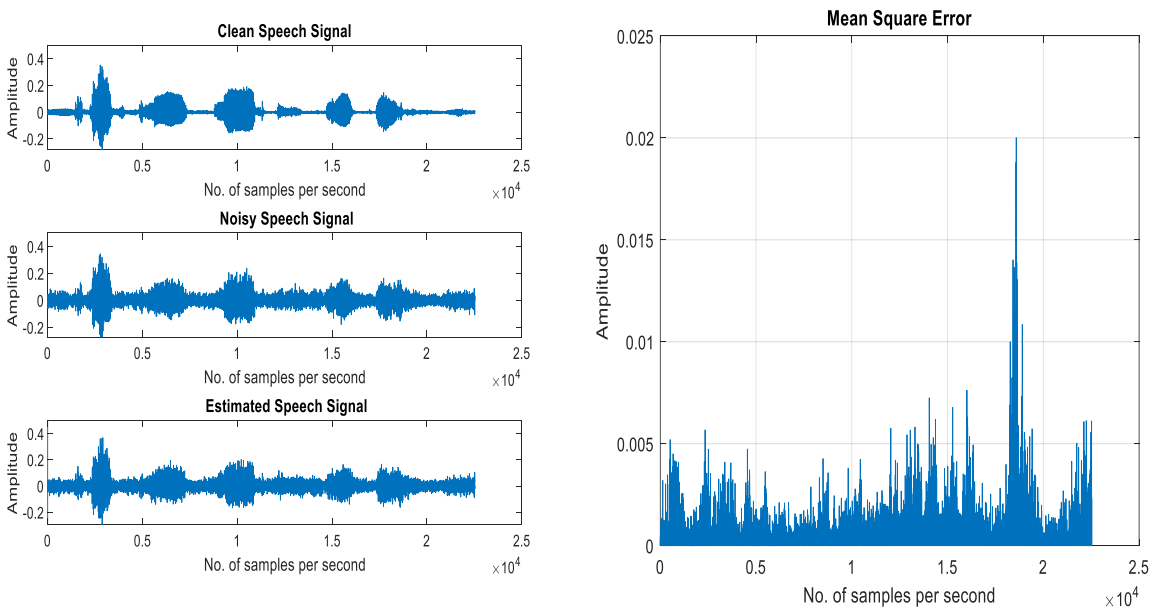 Clean Speech Signal
Amplitude
0.4
0.2
0
-0.2
0 0.5 1 1.5 2 2.5
No. of samples per second
×10^4
Noisy Speech Signal
Amplitude
0.4
0.2
0
-0.2
0 0.5 1 1.5 2 2.5
No. of samples per second
×10^4
Estimated Speech Signal
Amplitude
0.4
0.2
0
-0.2
0 0.5 1 1.5 2 2.5
No. of samples per second
×10^4
Mean Square Error
Amplitude
0.025
0.02
0.015
0.01
0.005
0
0 0.5 1 1.5 2 2.5
No. of samples per second
×10^4